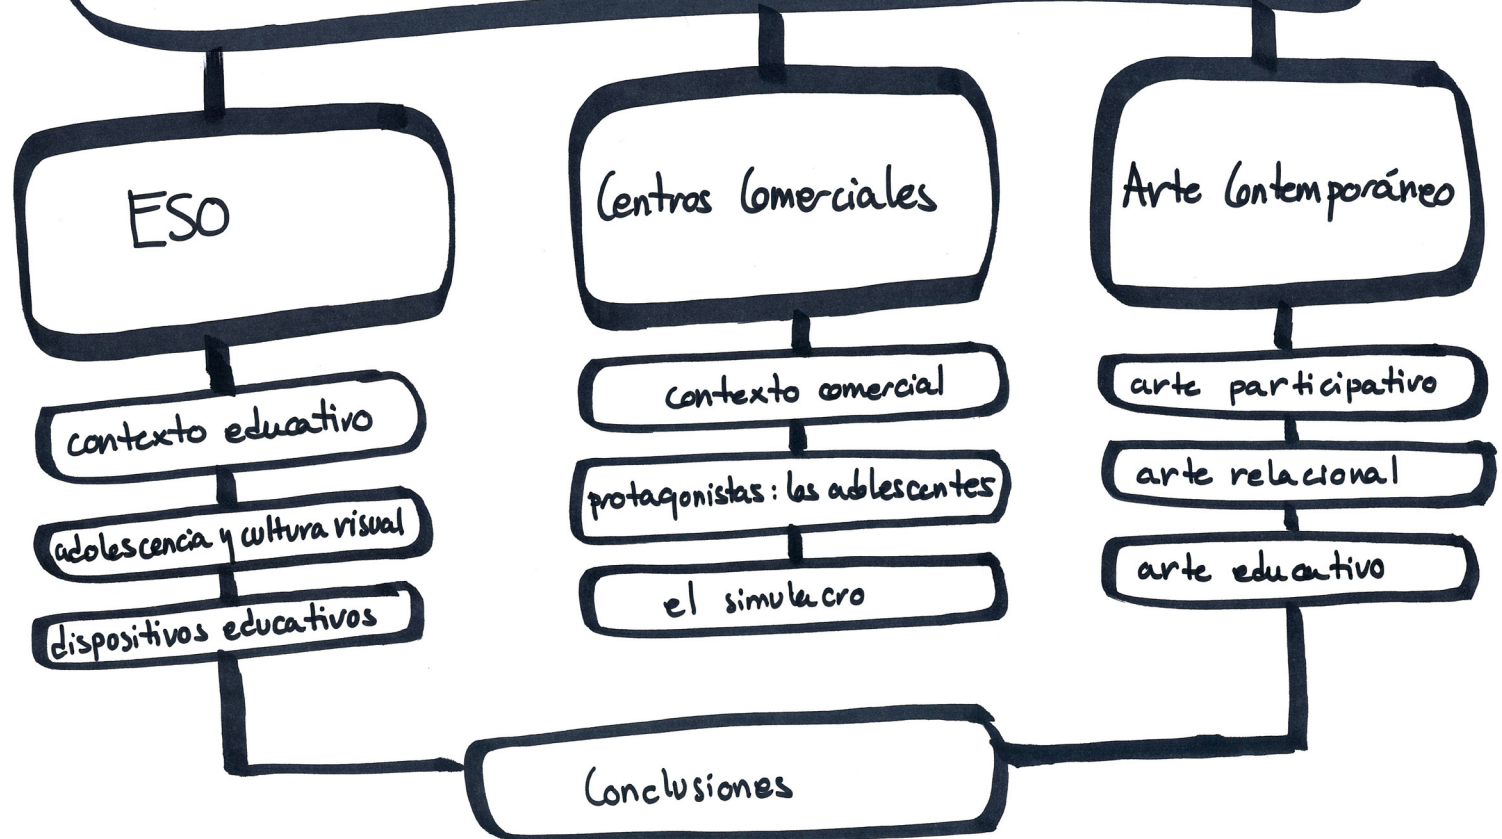 ESO
contexto educativo
adolescencia y cultura visual
dispositivos educativos
Centros Comerciales
contexto comercial
protagonistas: los adolescentes
el simulacro
Arte Contemporáneo
arte participativo
arte relacional
arte educativo
Conclusiones